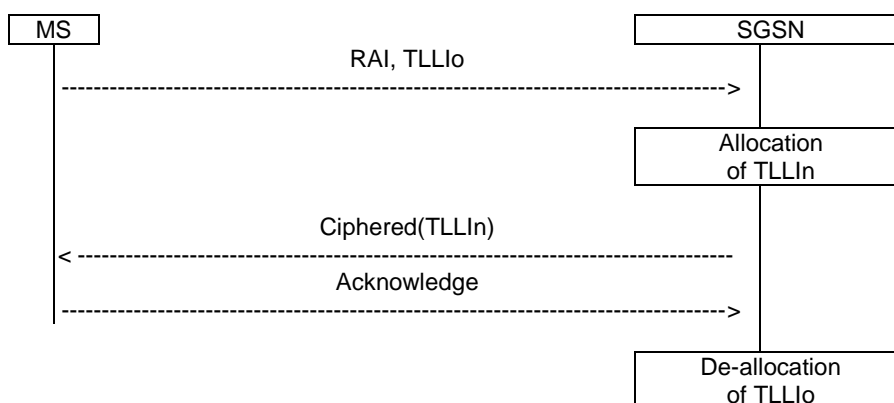 MS
SGSN
RAI, TLLIo
Allocation
of TLLIn
Ciphered(TLLIn)
Acknowledge
De-allocation
of TLLIo